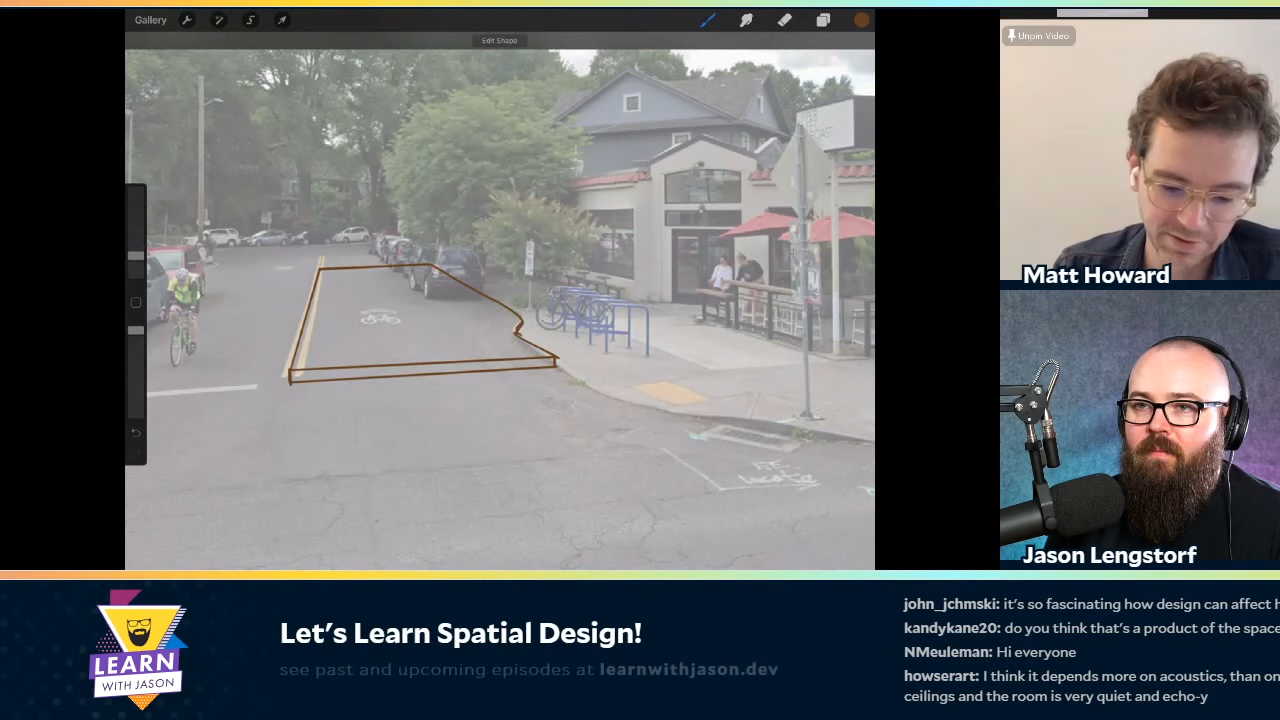 Gallery
Edit Shape
Unpin Video
Matt Howard
Jason Lengstorf
LEARN
WITH JASON
Let's Learn Spatial Design!
see past and upcoming episodes at learnwithjason.dev
john_jchmski: it's so fascinating how design can affect h
kandykane20: do you think that's a product of the space
NMeuleman: Hi everyone
howserart: I think it depends more on acoustics, than on
ceilings and the room is very quiet and echo-y